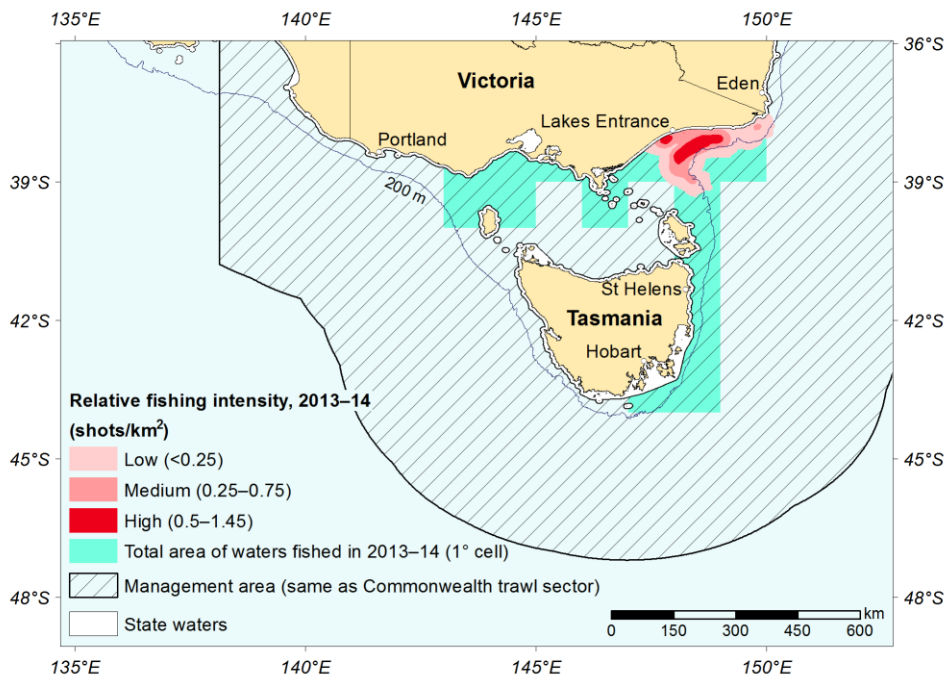 135°E 140°E 145°E 150°E
36°S 36°S
Victoria
Eden
Lakes Entrance
Portland
39°S 39°S
200 m
St Helens
42°S 42°S
Tasmania
Hobart
Relative fishing intensity, 2013–14
(shots/km²)
Low (<0.25)
45°S 45°S
Medium (0.25–0.75)
High (0.5–1.45)
Total area of waters fished in 2013–14 (1° cell)
Management area (same as Commonwealth trawl sector)
48°S 48°S
State waters
km
0 150 300 450 600
135°E 140°E 145°E 150°E